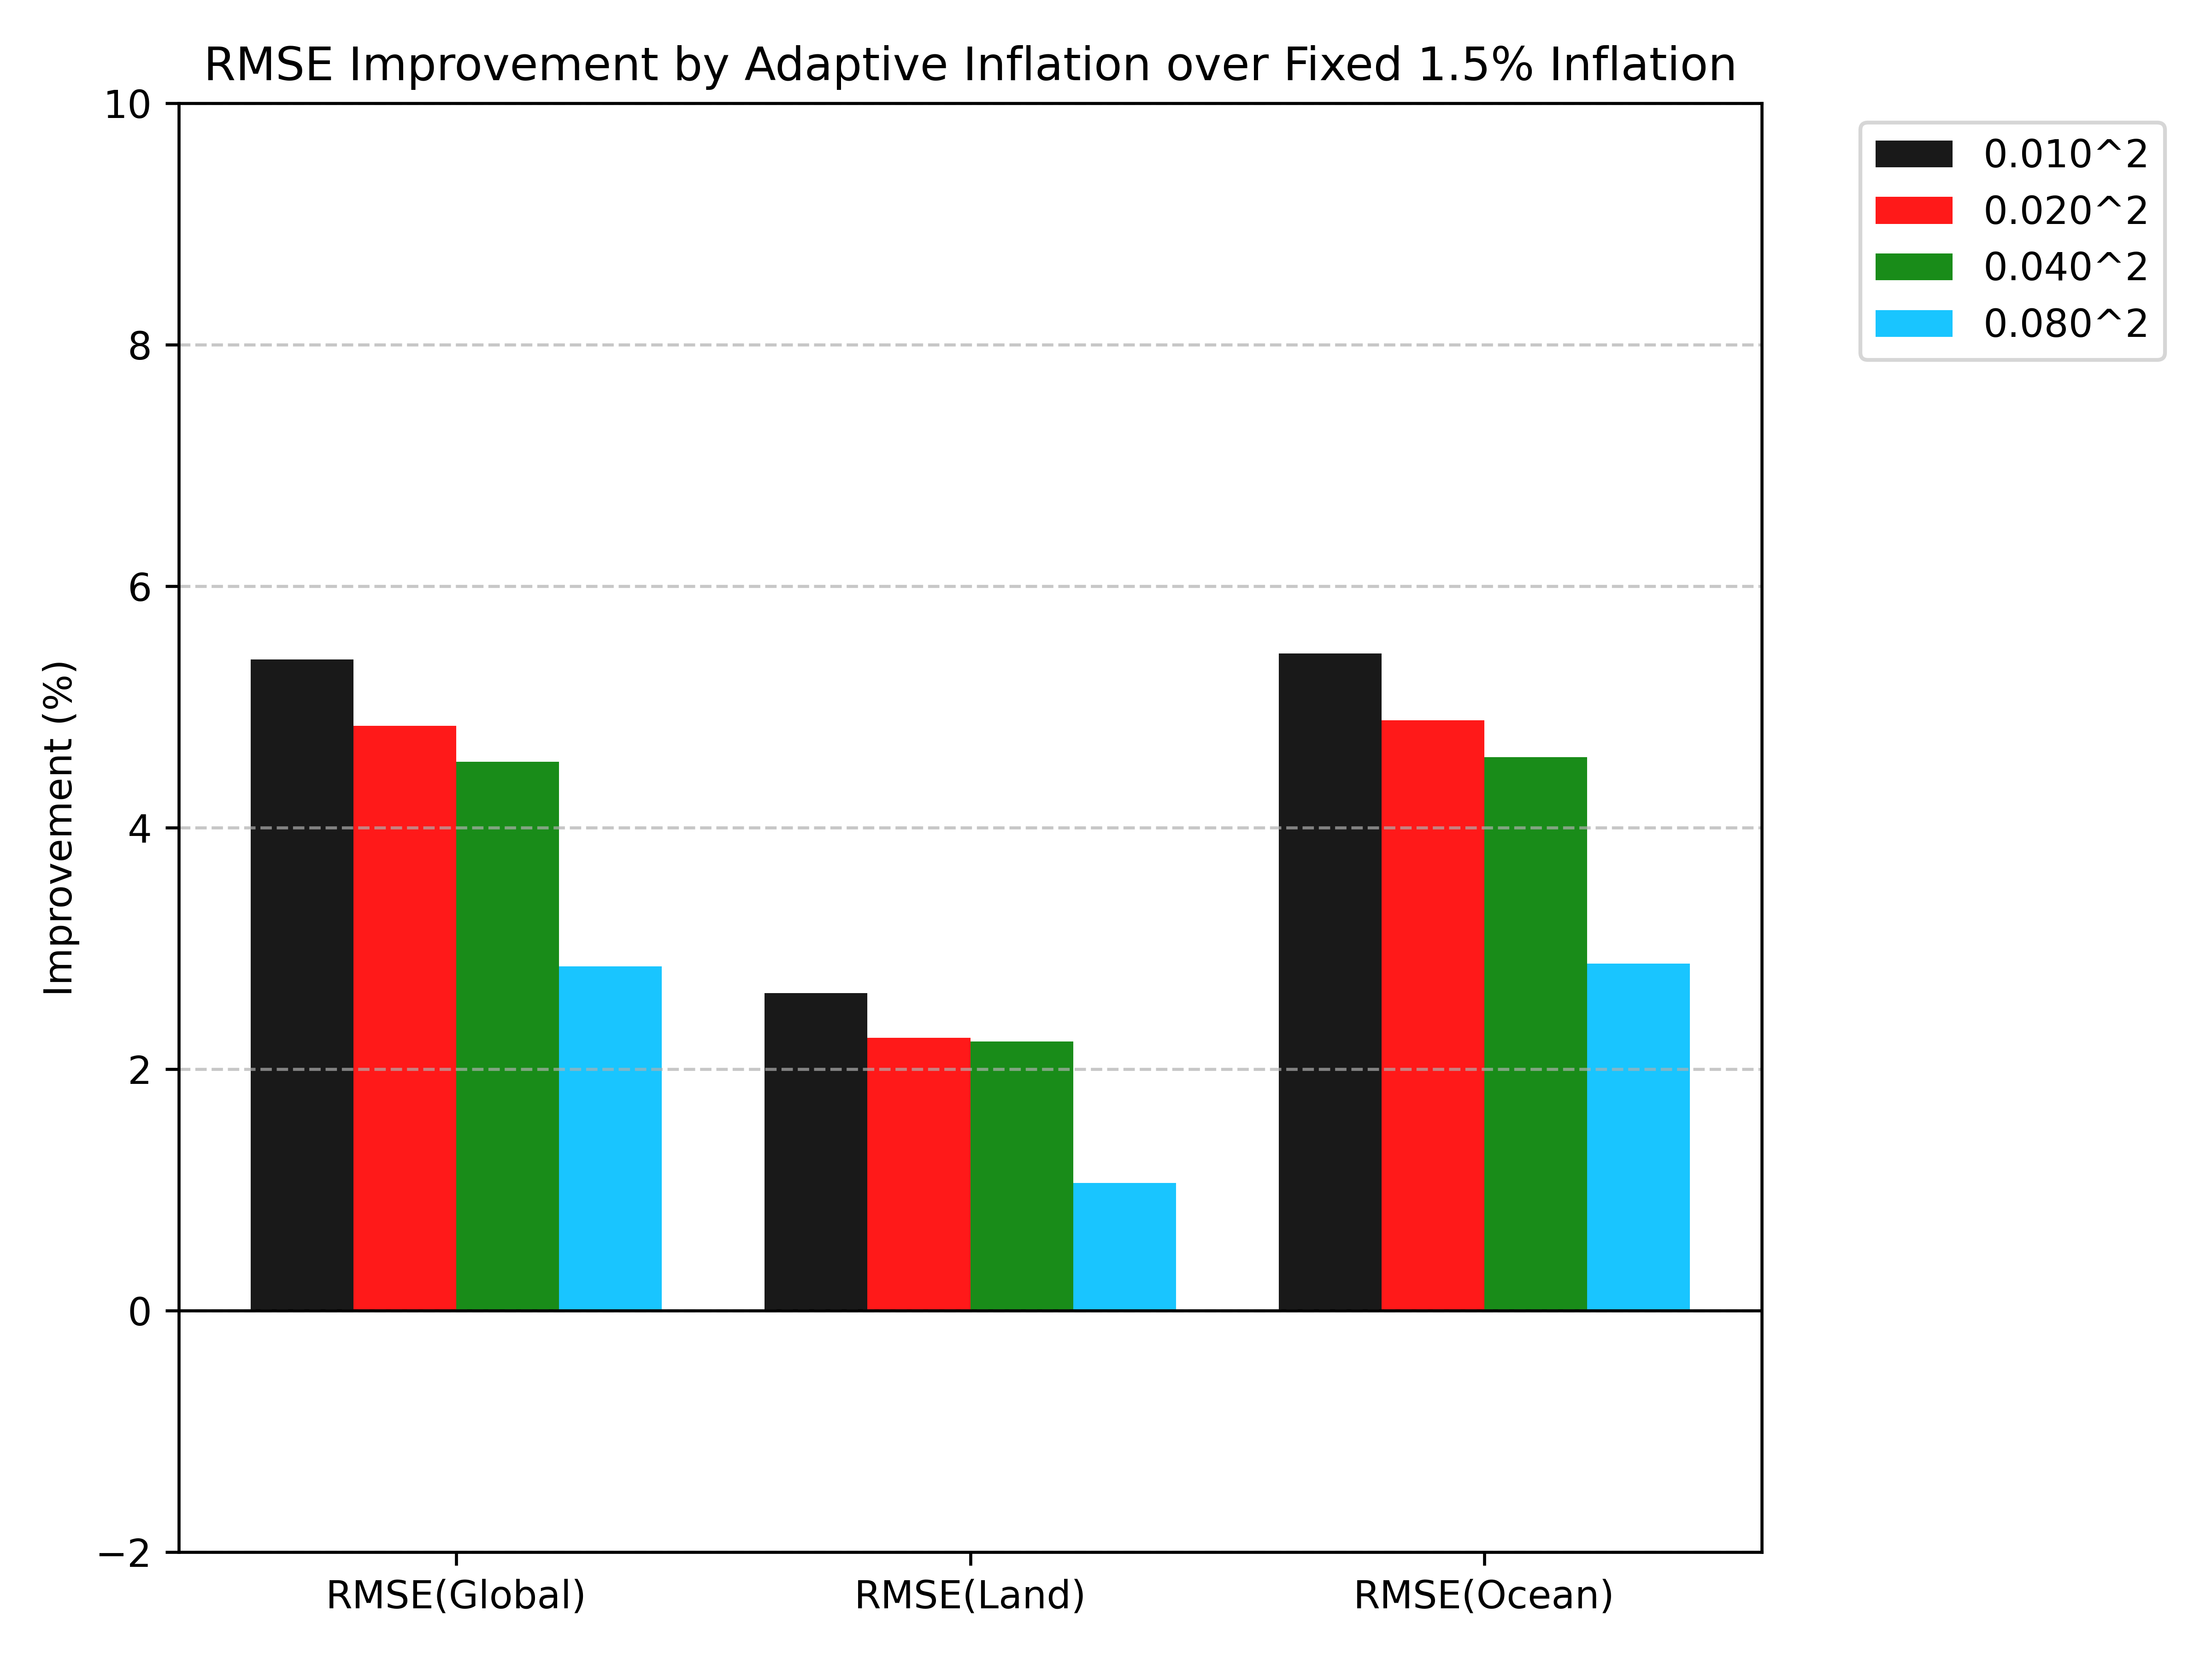 RMSE Improvement by Adaptive Inflation over Fixed 1.5% Inflation
10
8
6
4
2
0
−2
Improvement (%)
RMSE(Global)
RMSE(Land)
RMSE(Ocean)
0.010^2
0.020^2
0.040^2
0.080^2